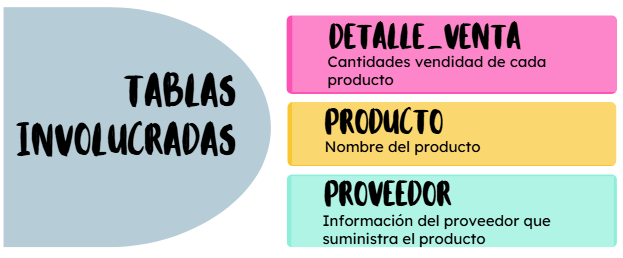 TABLAS
INVOLUCRADAS
DETALLE_VENTA
Cantidades vendidad de cada
producto
PRODUCTO
Nombre del producto
PROVEEDOR
Información del proveedor que
suministra el producto